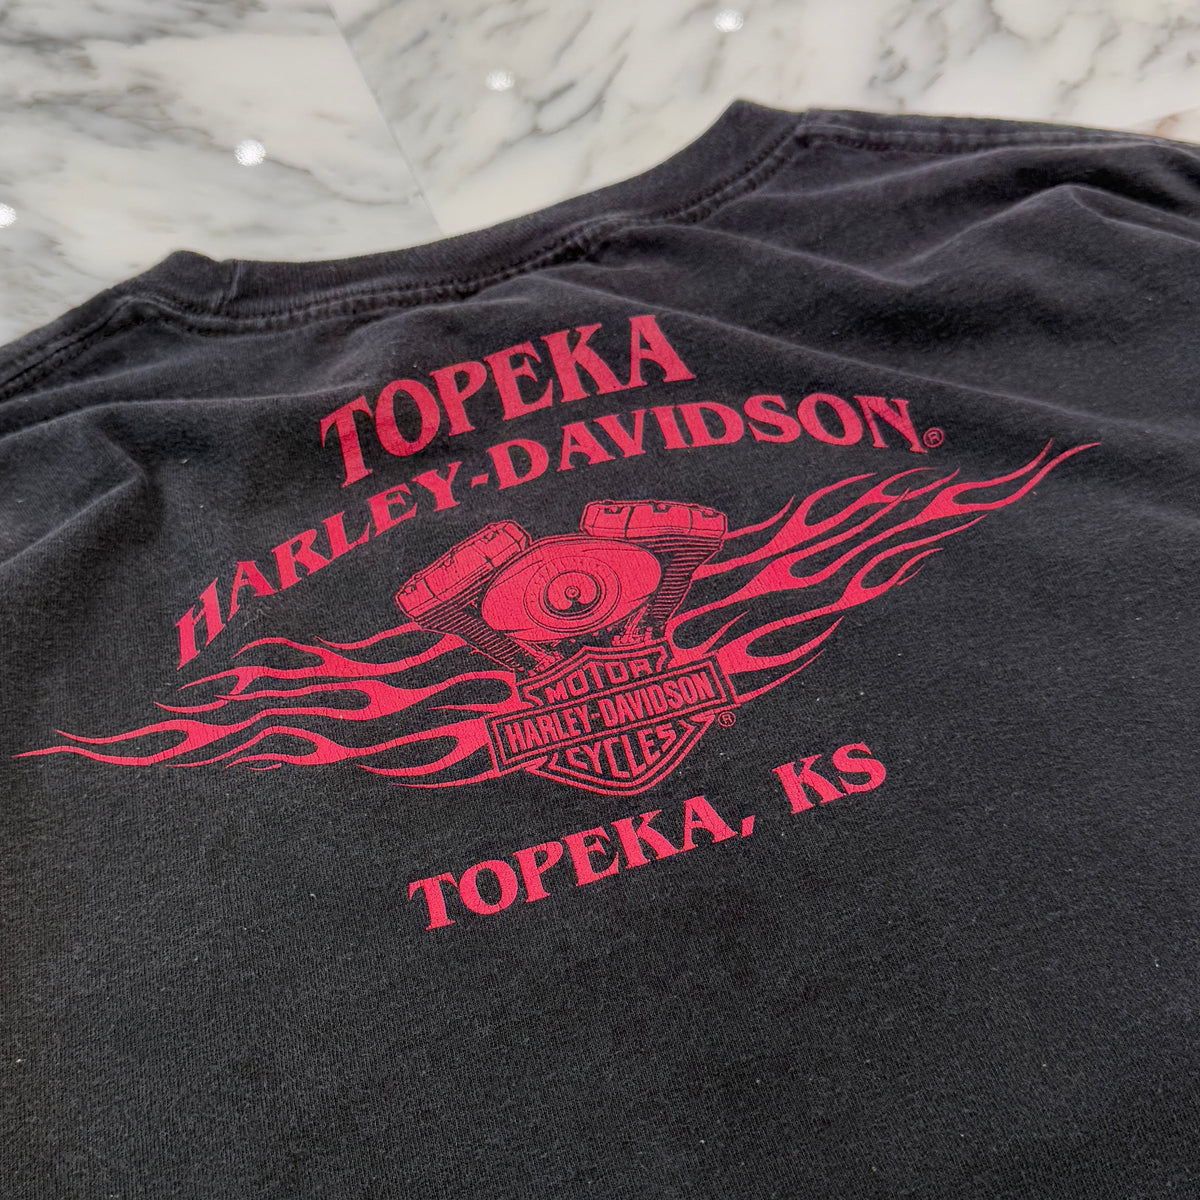 TOPEKA
HARLEY-DAVIDSON®
MOTOR
HARLEY-DAVIDSON
CYCLES ®
TOPEKA, KS